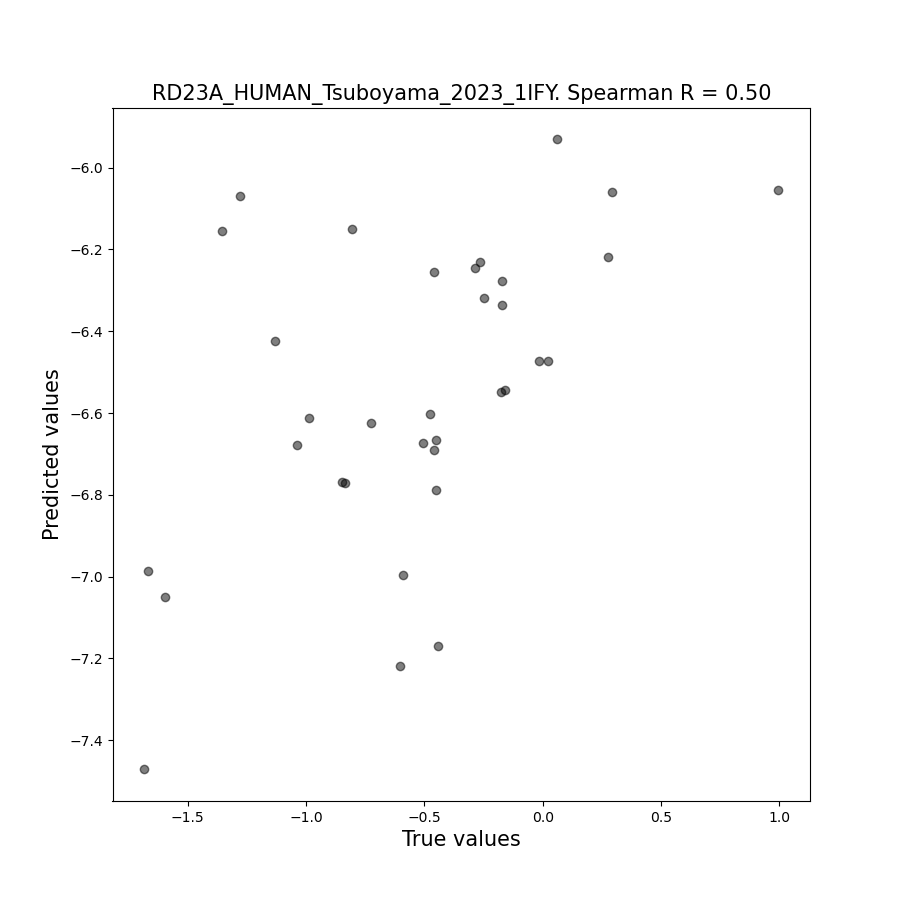 RD23A_HUMAN_Tsuboyama_2023_1IFY. Spearman R = 0.50
−6.0
−6.2
−6.4
−6.6
−6.8
−7.0
−7.2
−7.4
Predicted values
−1.5 −1.0 −0.5 0.0 0.5 1.0
True values